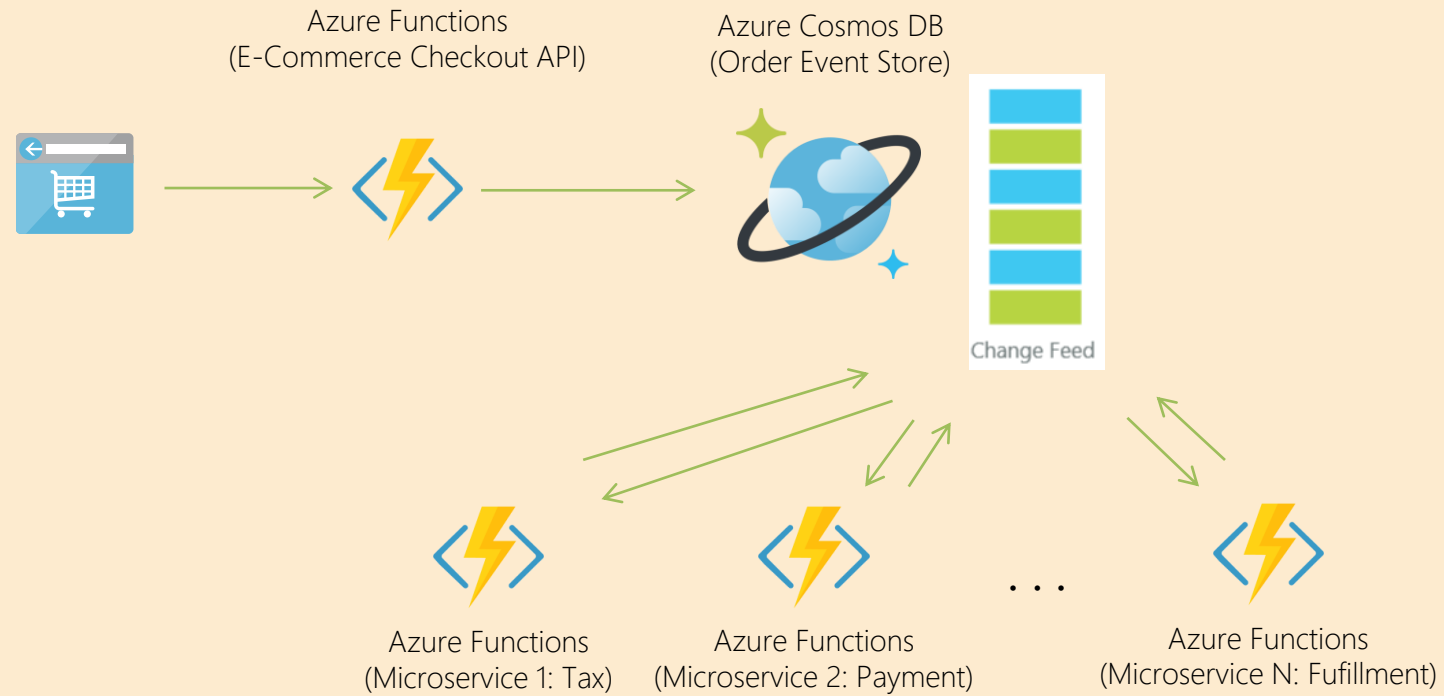 Azure Functions
(E-Commerce Checkout API)
Azure Cosmos DB
(Order Event Store)
Change Feed
. . .
Azure Functions
(Microservice 1: Tax)
Azure Functions
(Microservice 2: Payment)
Azure Functions
(Microservice N: Fufillment)